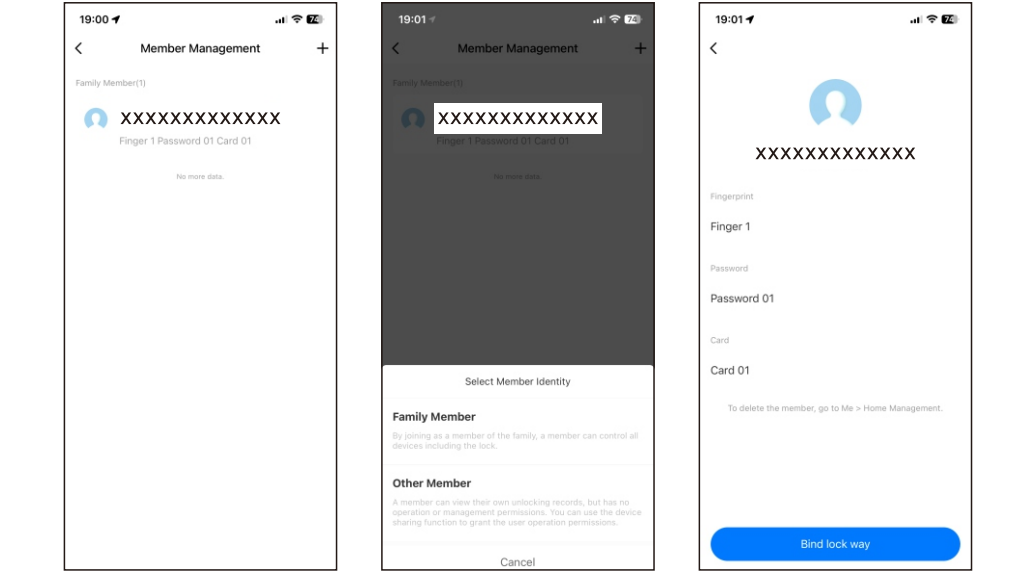 19:00
74
Member Management
Family Member(1)
XXXXXXXXXXXXX
Finger 1 Password 01 Card 01
No more data.
19:01
74
Member Management
Family Member(1)
XXXXXXXXXXXXX
Finger 1 Password 01 Card 01
No more data.
Select Member Identity
Family Member
By joining as a member of the family, a member can control all
devices including the lock.
Other Member
A member can view their own unlocking records, but has no
operation or management permissions. You can use the device
sharing function to grant the user operation permissions.
Cancel
19:01
74
XXXXXXXXXXXXX
Fingerprint
Finger 1
Password
Password 01
Card
Card 01
To delete the member, go to Me > Home Management.
Bind lock way